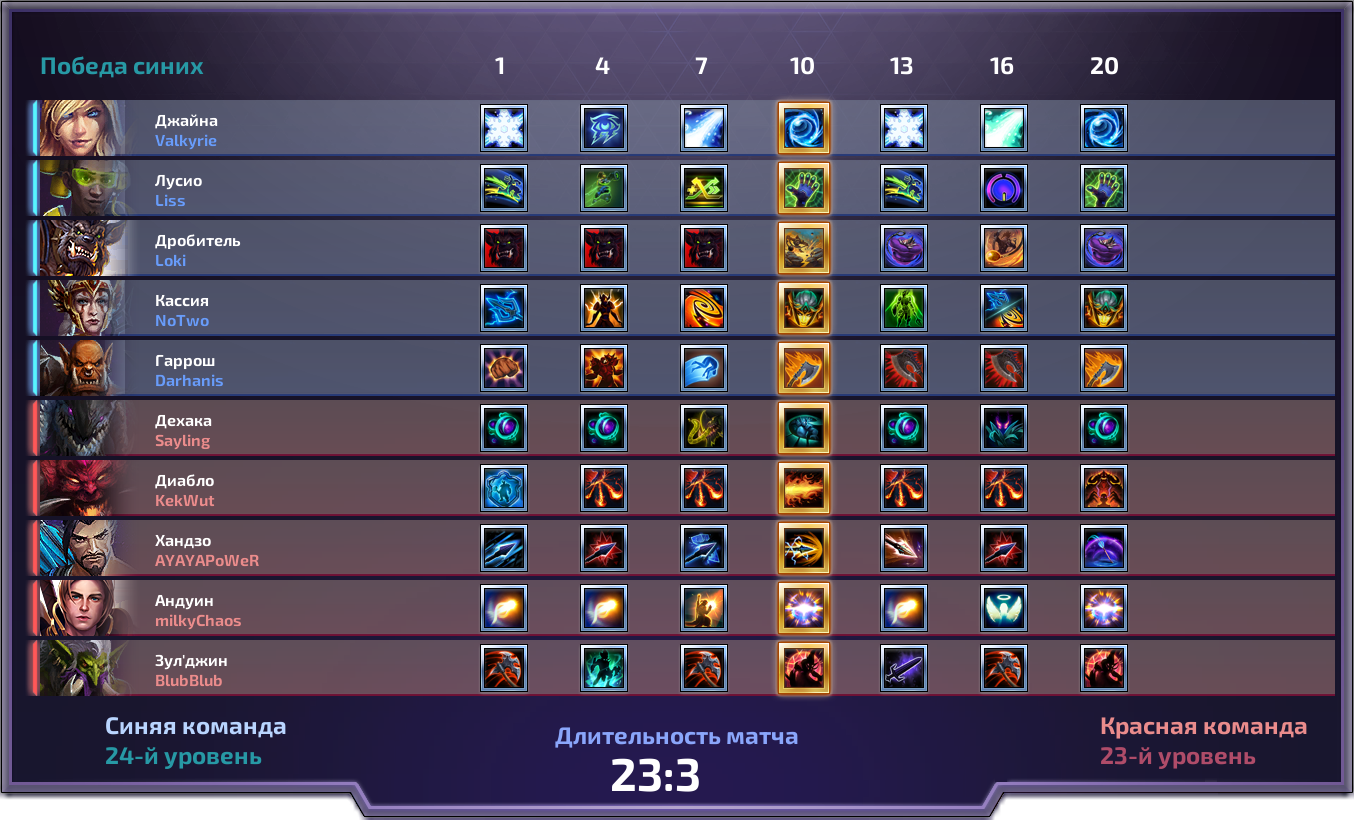 Победа синих 1 4 7 10 13 16 20
Джайна
Valkyrie
Лусио
Liss
Дробитель
Loki
Кассия
NoTwo
Гаррош
Darhanis
Дехака
Sayling
Диабло
KekWut
Хандзо
AYAYAPoWeR
Андуин
milkyChaos
Зул'джин
BlubBlub
Синяя команда
24-й уровень
Длительность матча
23:3
Красная команда
23-й уровень